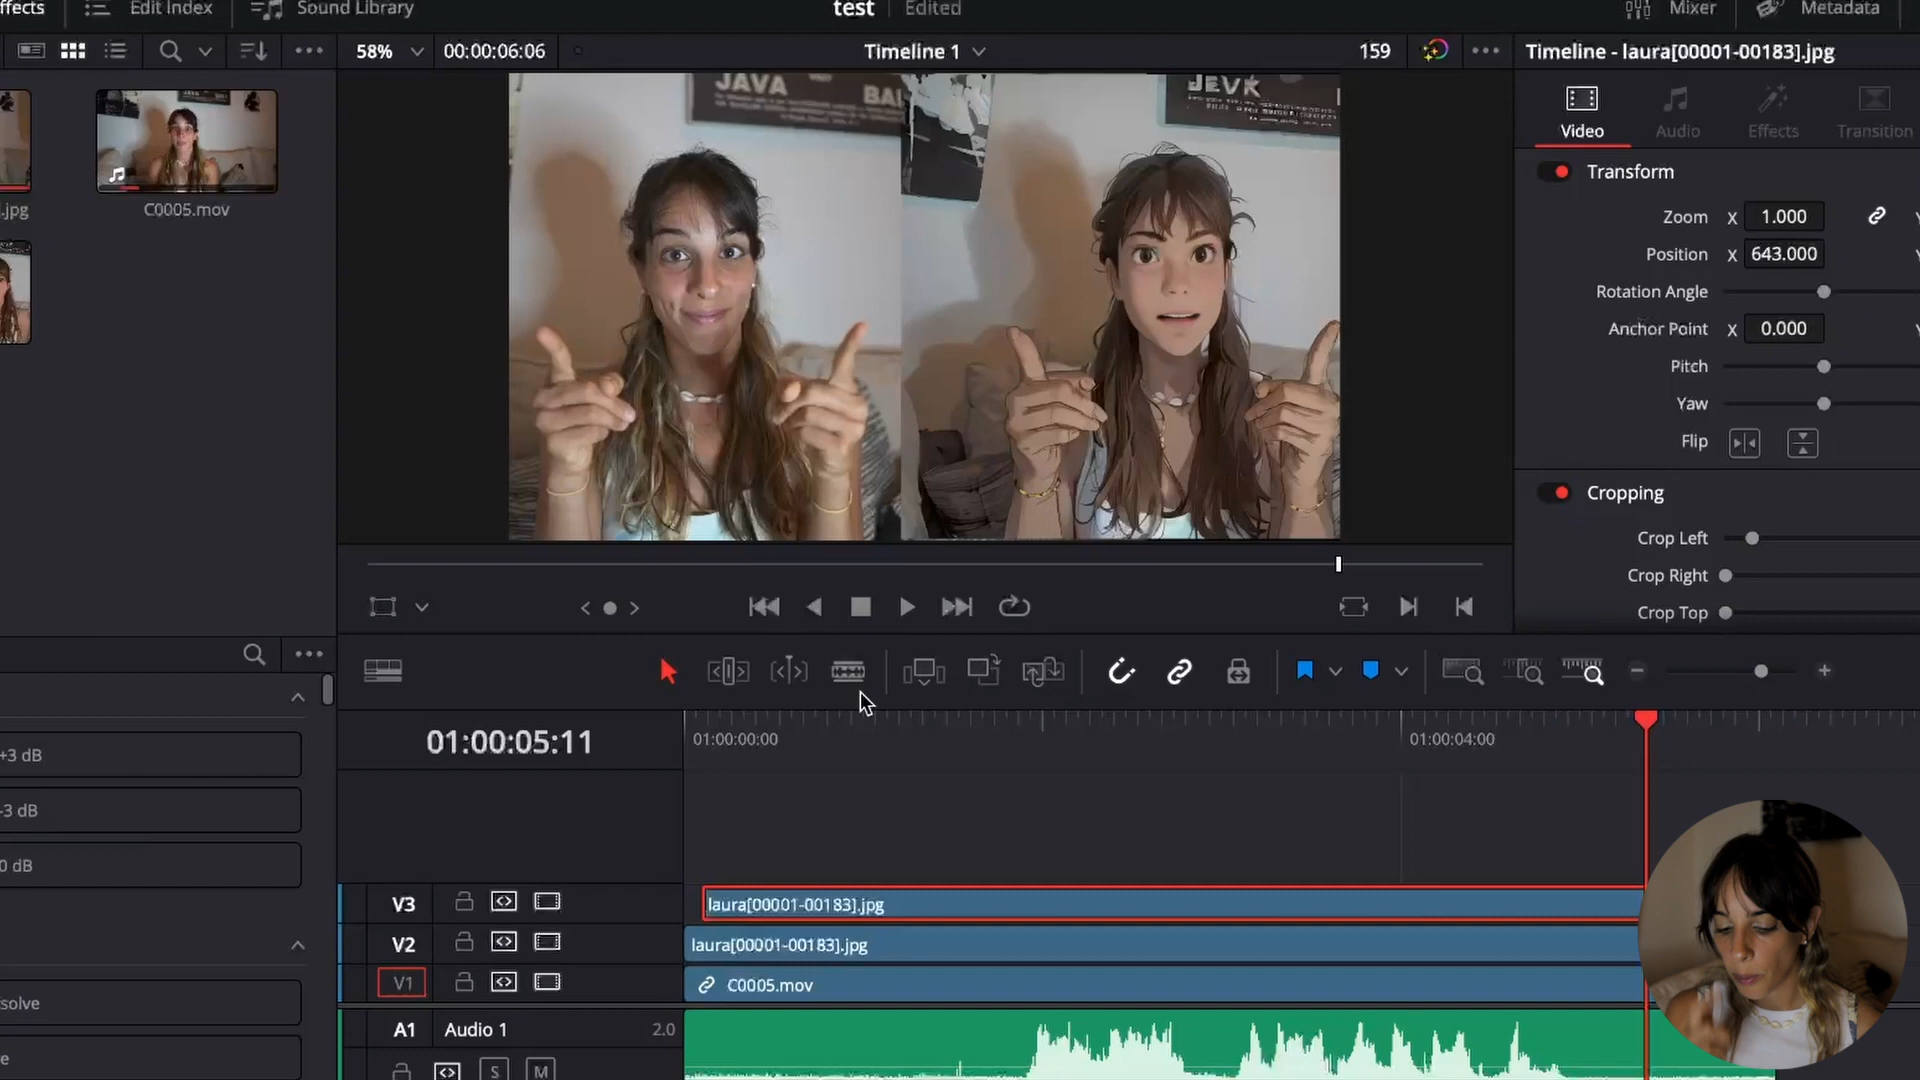 ffects
Edit Index
Sound Library
test
Edited
Mixer
Metadata
58%
00:00:06:06
Timeline 1
159
Timeline - laura[00001-00183].jpg
JAVA
BAL
JEVK
Video
Audio
Effects
Transition
.jpg
C0005.mov
Transform
Zoom X 1.000
Position X 643.000
Rotation Angle
Anchor Point X 0.000
Pitch
Yaw
Flip
Cropping
Crop Left
Crop Right
Crop Top
01:00:05:11
01:00:00:00
01:00:04:00
+3 dB
-3 dB
0 dB
solve
e
V3
laura[00001-00183].jpg
V2
laura[00001-00183].jpg
V1
C0005.mov
A1 Audio 1 2.0
S M